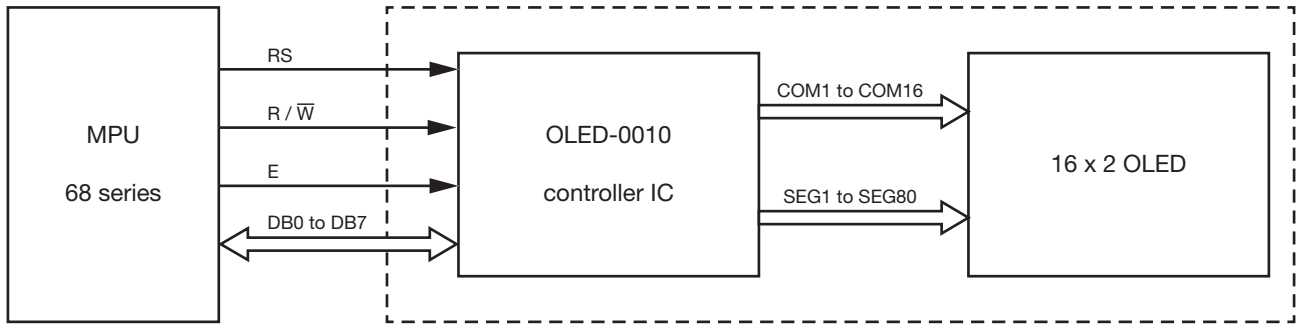 MPU
68 series
RS
R / W̅
E
DB0 to DB7
OLED-0010
controller IC
COM1 to COM16
SEG1 to SEG80
16 x 2 OLED